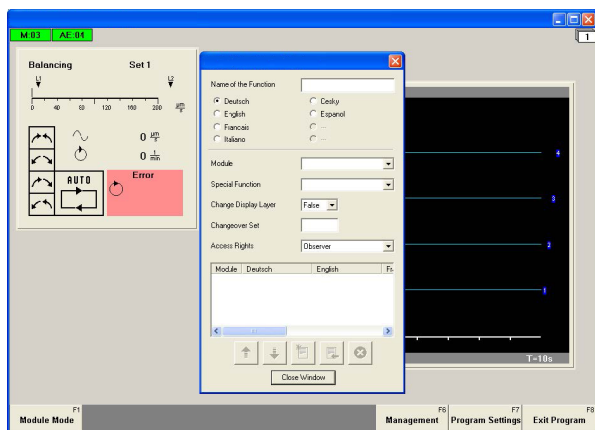 M:03 AE:04
1
Balancing Set 1
L1 L2
0 40 80 120 160 200 µm/s
0 µm/s
0 1/min
AUTO
Error
Name of the Function
Deutsch Cesky
English Espanol
Francais ---
Italiano ---
Module
Special Function
Change Display Layer False
Changeover Set
Access Rights Observer
Module Deutsch English Fra
Close Window
4
3
2
1
T=10s
F1 F6 F7 F8
Module Mode Management Program Settings Exit Program